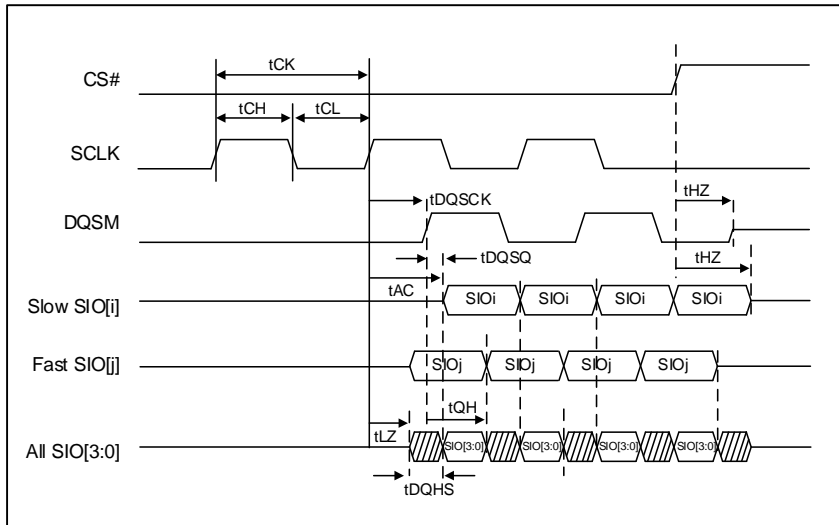 CS#
tCK
tCH
tCL
SCLK
tDQSCK
tHZ
DQSM
tDQSQ
tHZ
tAC
Slow SIO[i]
SIOi
SIOi
SIOi
SIOi
Fast SIO[j]
SIOj
SIOj
SIOj
SIOj
tQH
tLZ
All SIO[3:0]
SIO[3:0]
SIO[3:0]
SIO[3:0]
SIO[3:0]
tDQHS